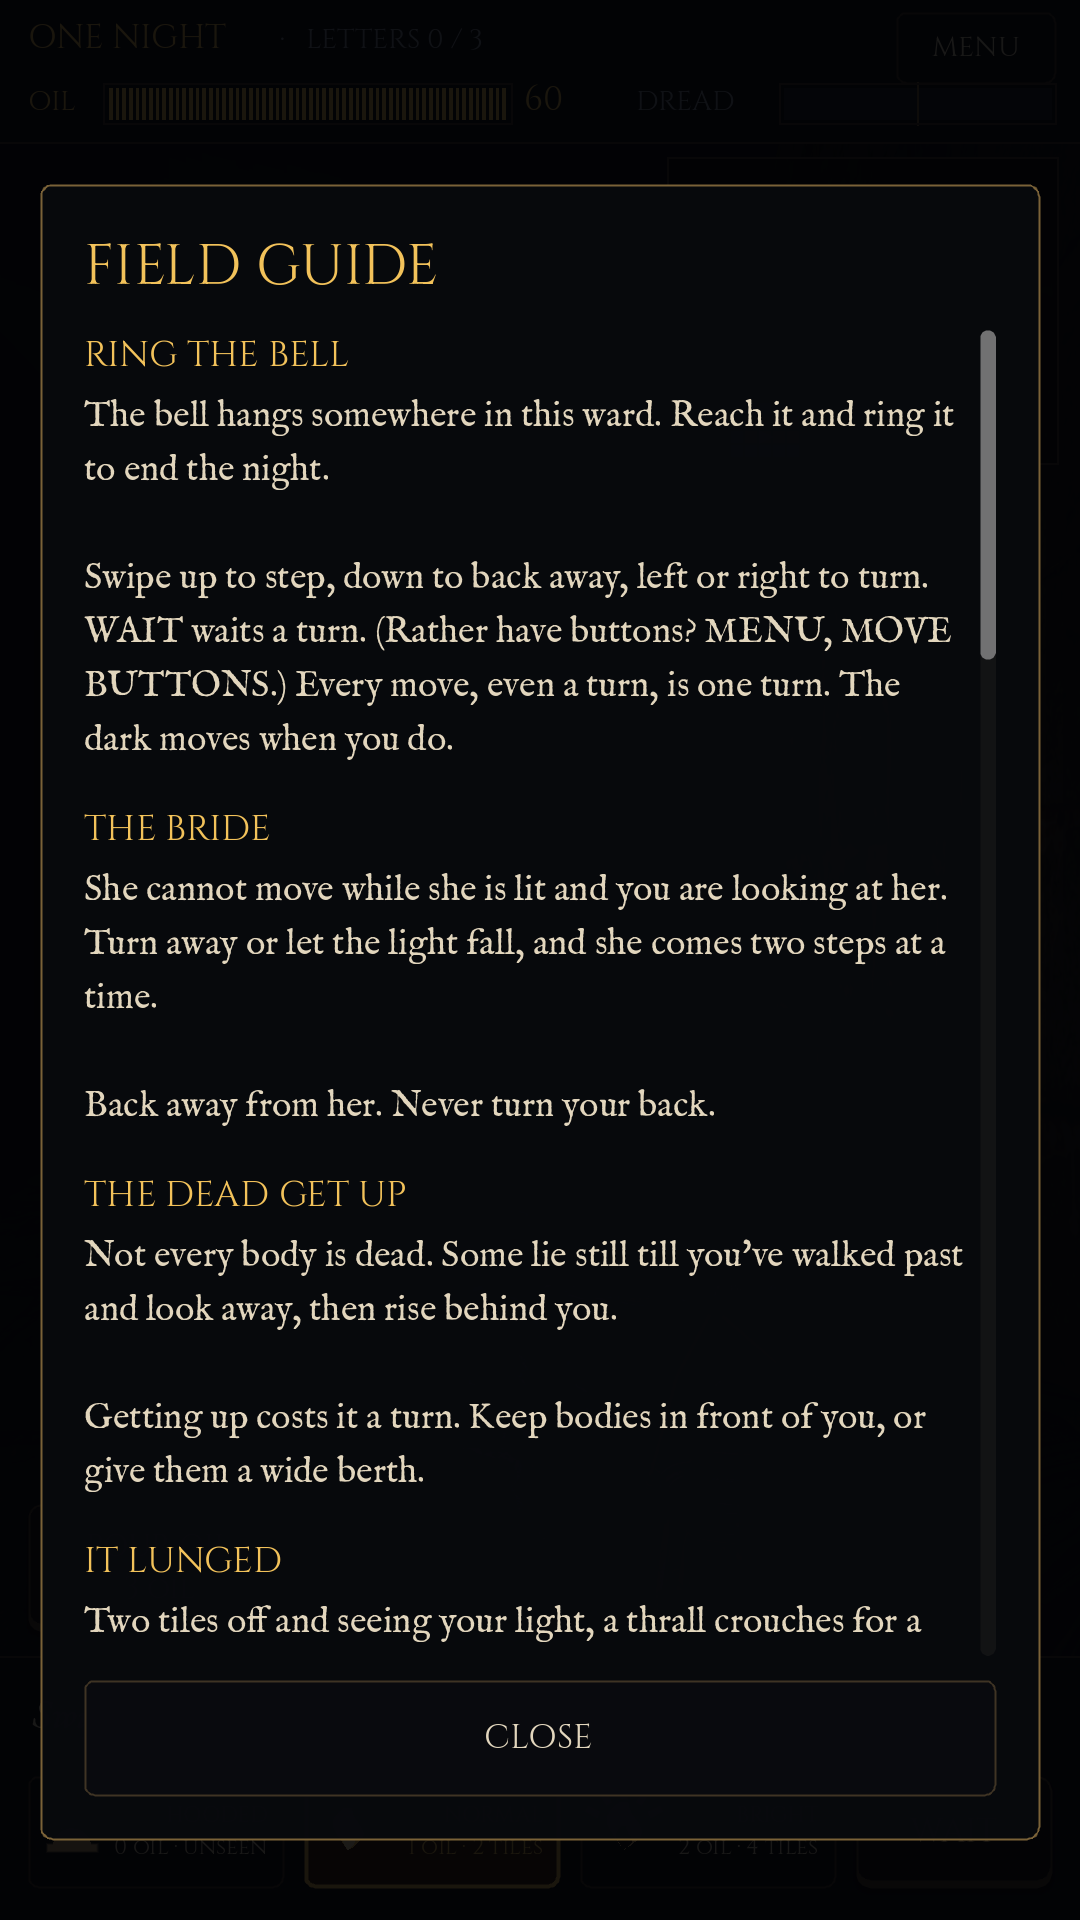 ONE NIGHT · LETTERS 0 / 3
MENU
OIL 60 DREAD
FIELD GUIDE
RING THE BELL
The bell hangs somewhere in this ward. Reach it and ring it
to end the night.
Swipe up to step, down to back away, left or right to turn.
WAIT waits a turn. (Rather have buttons? MENU, MOVE
BUTTONS.) Every move, even a turn, is one turn. The
dark moves when you do.
THE BRIDE
She cannot move while she is lit and you are looking at her.
Turn away or let the light fall, and she comes two steps at a
time.
Back away from her. Never turn your back.
THE DEAD GET UP
Not every body is dead. Some lie still till you’ve walked past
and look away, then rise behind you.
Getting up costs it a turn. Keep bodies in front of you, or
give them a wide berth.
IT LUNGED
Two tiles off and seeing your light, a thrall crouches for a
CLOSE
0 OIL · UNSEEN 1 OIL · 2 TILES 2 OIL · 4 TILES